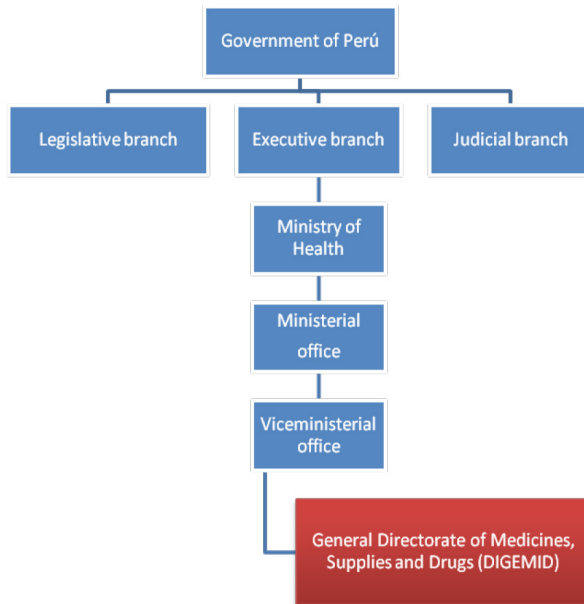 Government of Perú
Legislative branch
Executive branch
Judicial branch
Ministry of
Health
Ministerial
office
Viceministerial
office
General Directorate of Medicines,
Supplies and Drugs (DIGEMID)